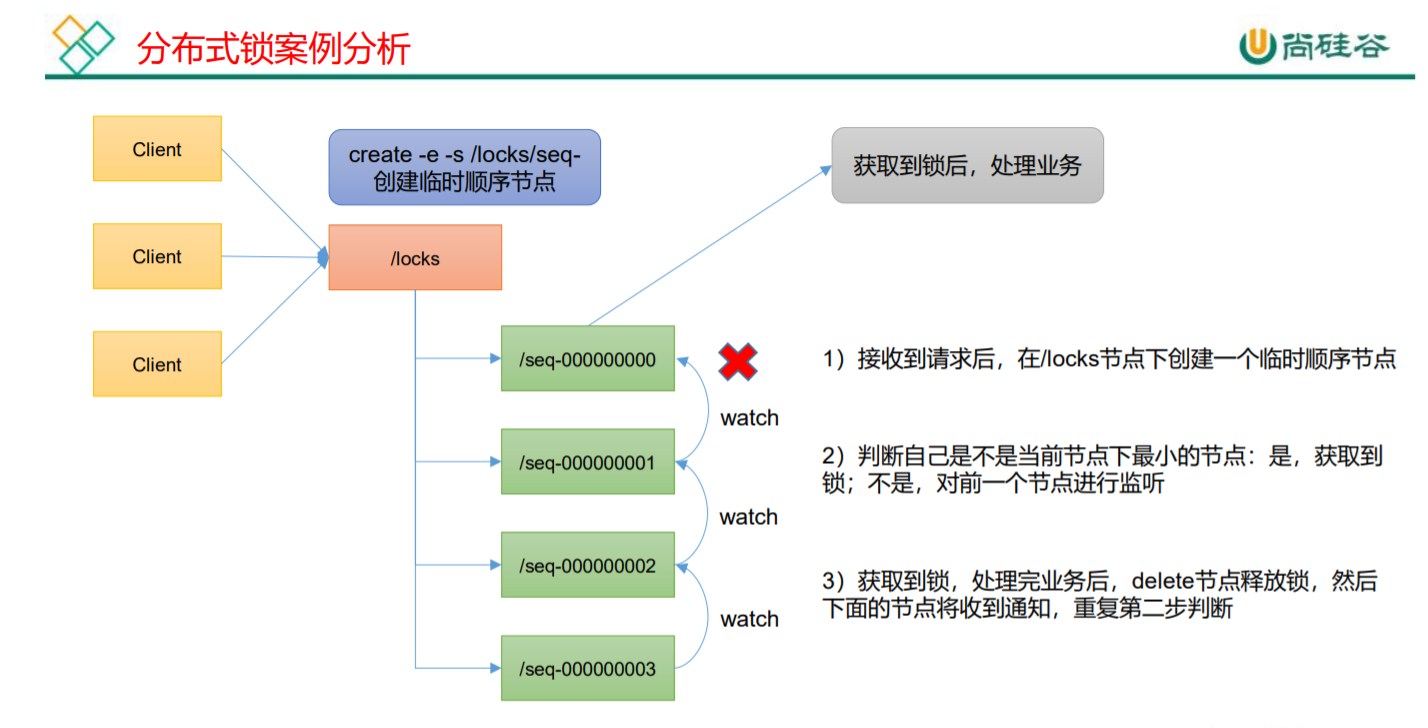 分布式锁案例分析
尚硅谷
Client
create -e -s /locks/seq-
创建临时顺序节点
获取到锁后，处理业务
Client
/locks
Client
/seq-000000000
watch
/seq-000000001
watch
/seq-000000002
watch
/seq-000000003
1）接收到请求后，在/locks节点下创建一个临时顺序节点
2）判断自己是不是当前节点下最小的节点：是，获取到
锁；不是，对前一个节点进行监听
3）获取到锁，处理完业务后，delete节点释放锁，然后
下面的节点将收到通知，重复第二步判断